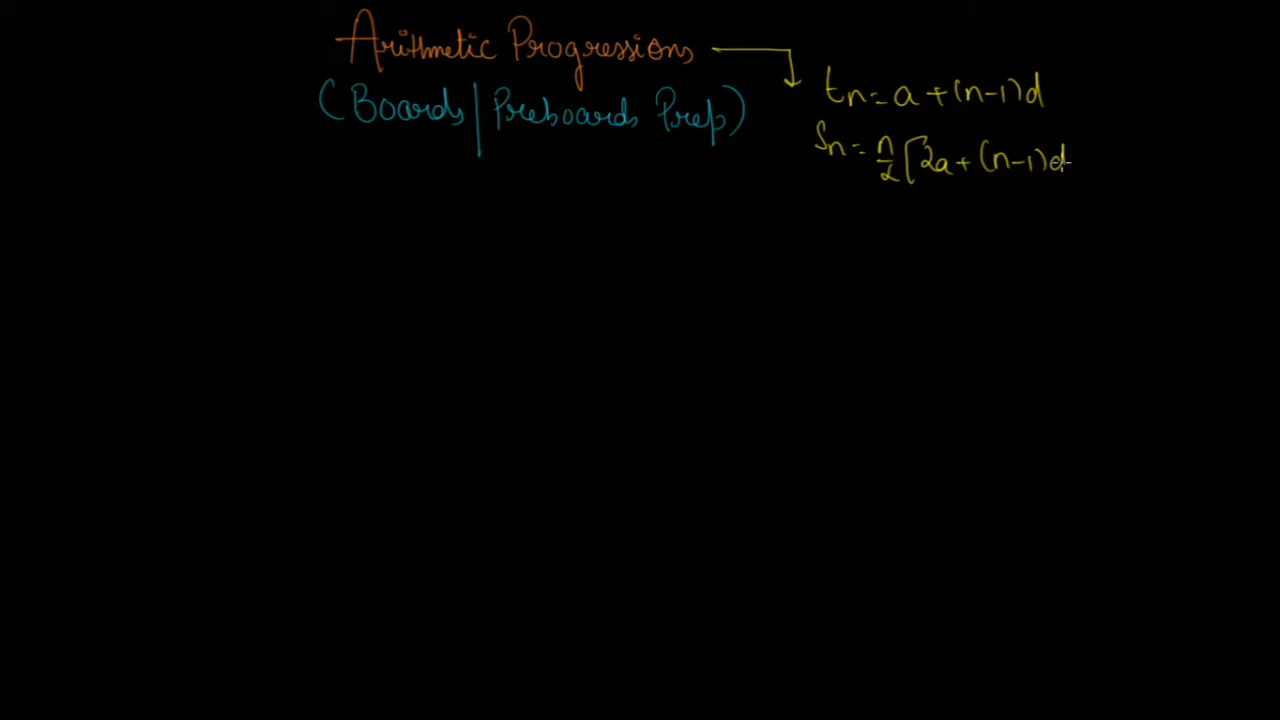 Arithmetic Progressions
(Boards | Preboards Prep)
tn = a + (n-1)d
Sn = n/2 [2a + (n-1)d